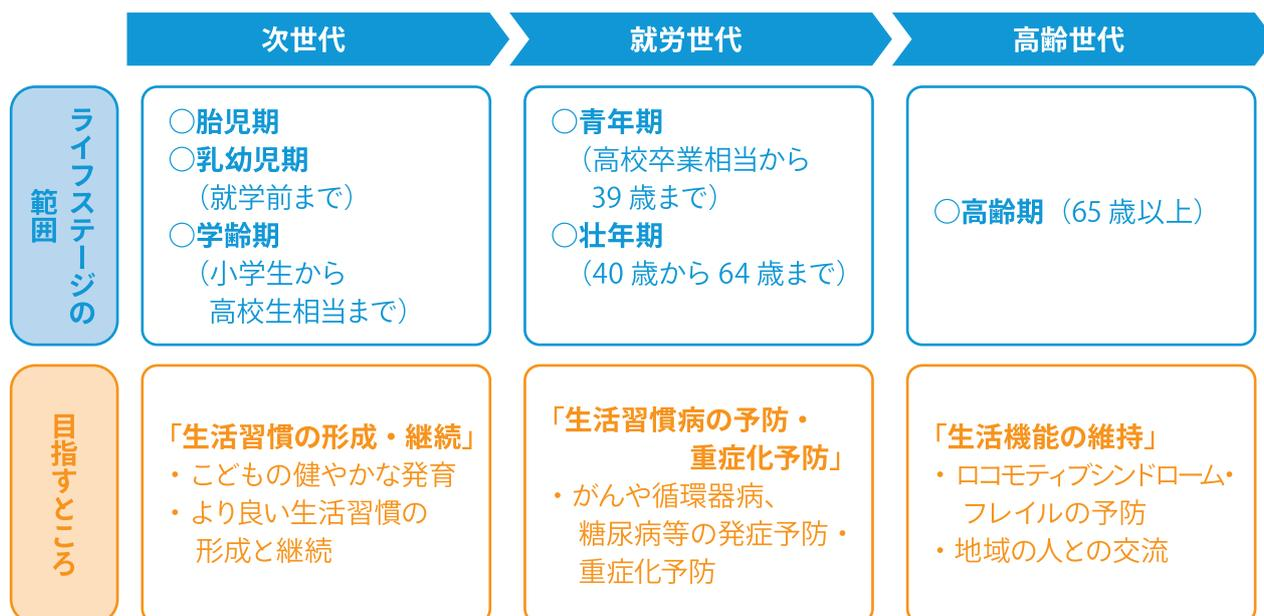 次世代
就労世代
高齢世代
ライフステージの
範囲
○胎児期
○乳幼児期
（就学前まで）
○学齢期
（小学生から
高校生相当まで）
○青年期
（高校卒業相当から
39 歳まで）
○壮年期
（40 歳から 64 歳まで）
○高齢期（65 歳以上）
目指すところ
「生活習慣の形成・継続」
・こどもの健やかな発育
・より良い生活習慣の
形成と継続
「生活習慣病の予防・
重症化予防」
・がんや循環器病、
糖尿病等の発症予防・
重症化予防
「生活機能の維持」
・ロコモティブシンドローム・
フレイルの予防
・地域の人との交流